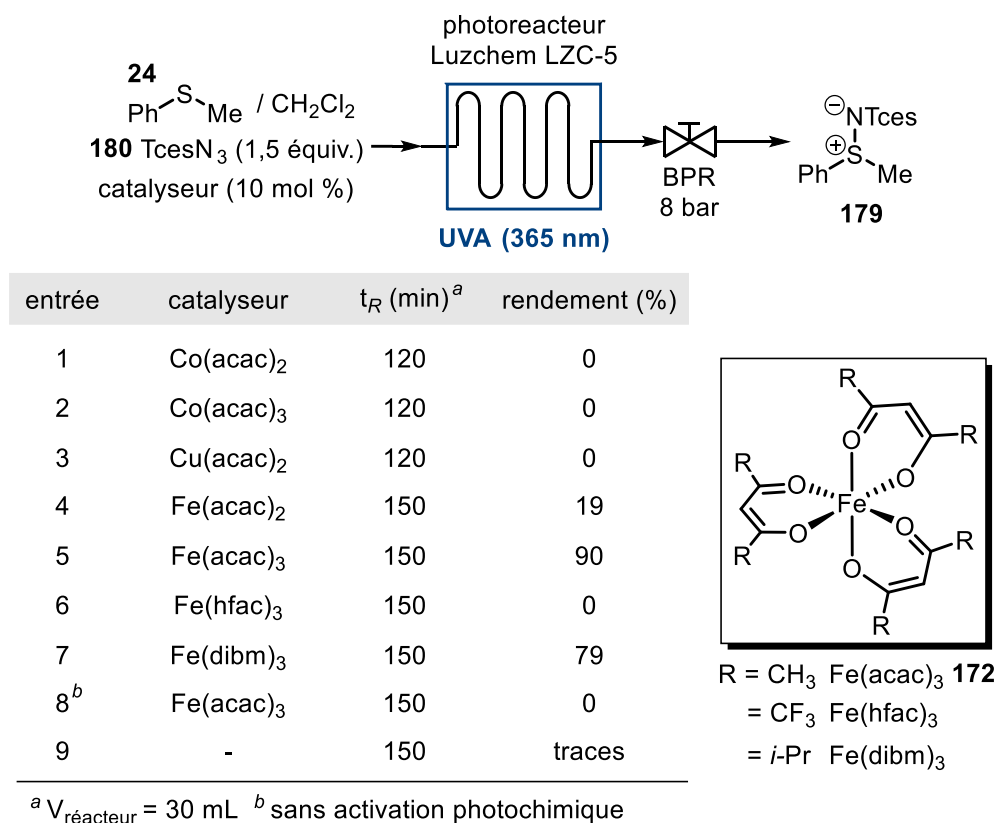 photoreacteur
Luzchem LZC-5
24
Ph S Me / CH2Cl2
180 TcesN3 (1,5 équiv.)
catalyseur (10 mol %)
UVA (365 nm)
BPR
8 bar
⊖NTces
⊕S
Ph Me
179
entrée catalyseur tR (min)a rendement (%)
1 Co(acac)2 120 0
2 Co(acac)3 120 0
3 Cu(acac)2 120 0
4 Fe(acac)2 150 19
5 Fe(acac)3 150 90
6 Fe(hfac)3 150 0
7 Fe(dibm)3 150 79
8b Fe(acac)3 150 0
9 - 150 traces
a Vréacteur = 30 mL b sans activation photochimique
R
O R
R O
O Fe O
O R
R O
R
R = CH3 Fe(acac)3 172
= CF3 Fe(hfac)3
= i-Pr Fe(dibm)3